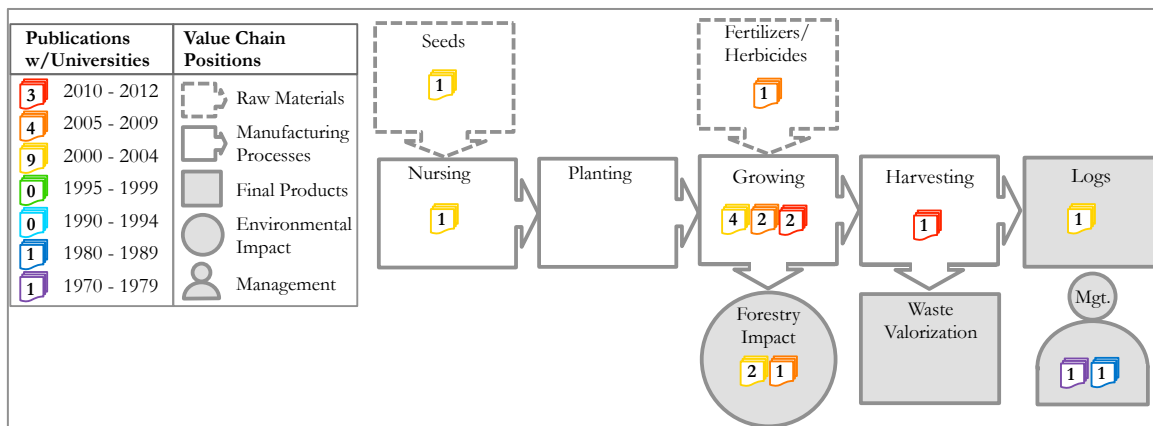 Publications
w/Universities
Value Chain
Positions
3 2010 - 2012
4 2005 - 2009
9 2000 - 2004
0 1995 - 1999
0 1990 - 1994
1 1980 - 1989
1 1970 - 1979
Raw Materials
Manufacturing
Processes
Final Products
Environmental
Impact
Management
Seeds
1
Fertilizers/
Herbicides
1
Nursing
1
Planting
Growing
4 2 2
Harvesting
1
Logs
1
Forestry
Impact
2 1
Waste
Valorization
Mgt.
1 1